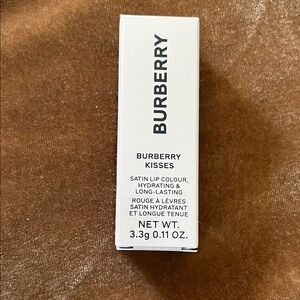 BURBERRY
BURBERRY
KISSES
SATIN LIP COLOUR,
HYDRATING &
LONG-LASTING
ROUGE À LÈVRES
SATIN HYDRATANT
ET LONGUE TENUE
NET WT.
3.3g 0.11 OZ.